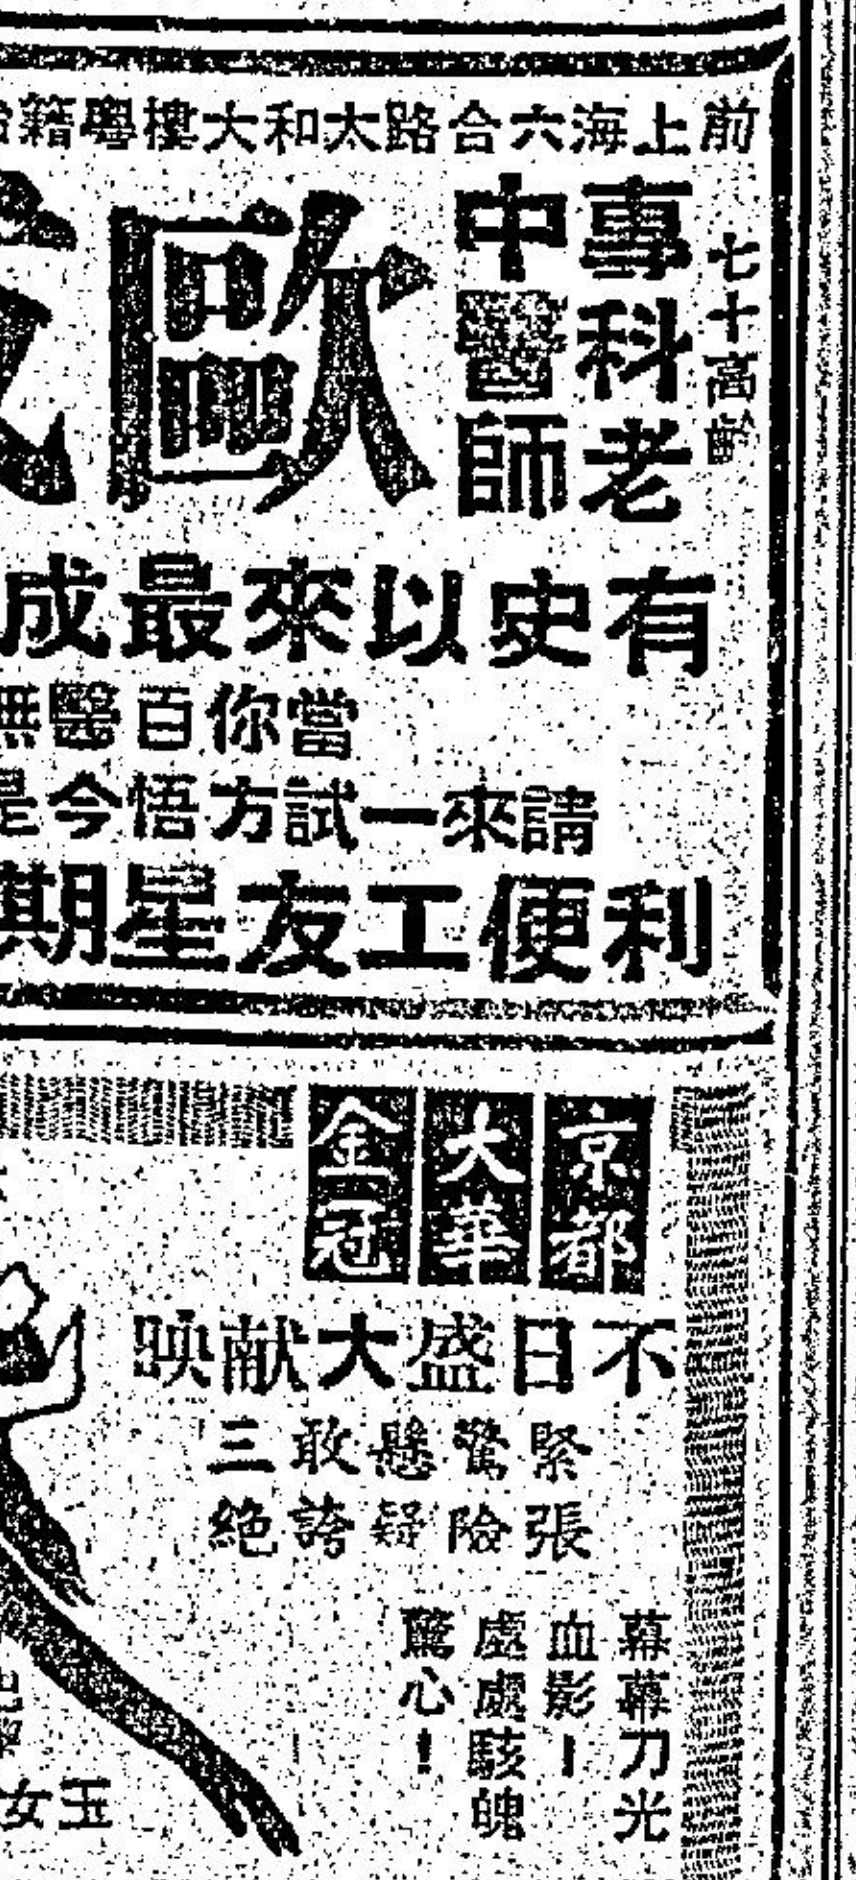 前上海六合路太和大樓粵籍
七十高齡
專科老
中醫師
歐
有史以來最成
當你百醫無
請來一試方悟今是
利便工友星期
京都
大華
金冠
不日盛大献映
緊張
驚險
懸疑
敢誇
三絕
幕幕刀光
血影！
處處駭魄
驚心！
玉女